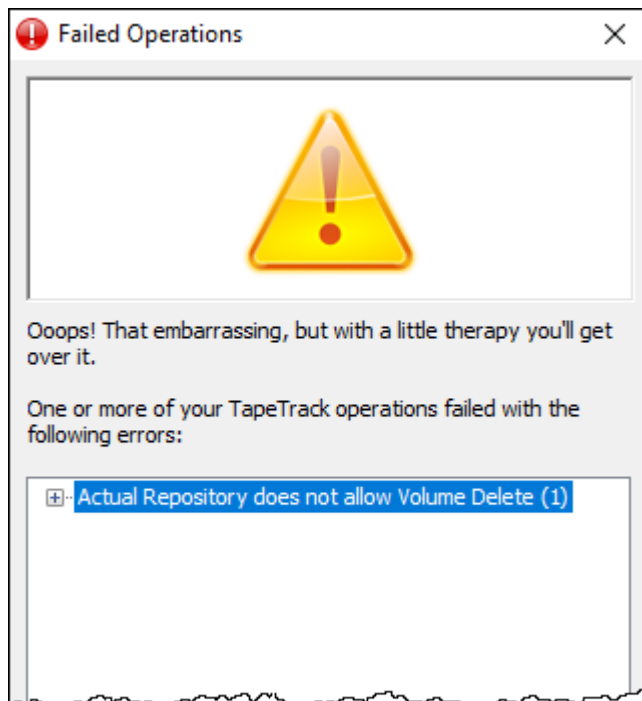 Failed Operations
Ooops! That embarrassing, but with a little therapy you'll get
over it.
One or more of your TapeTrack operations failed with the
following errors:
Actual Repository does not allow Volume Delete (1)